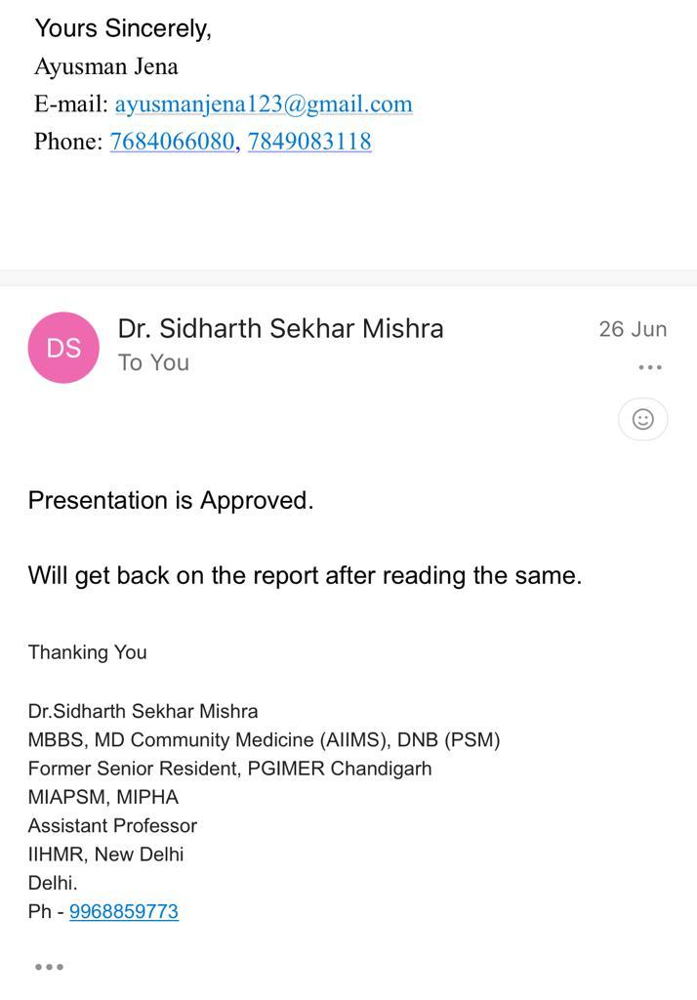 Yours Sincerely,
Ayusman Jena
E-mail: ayusmanjena123@gmail.com
Phone: 7684066080, 7849083118
DS
Dr. Sidharth Sekhar Mishra
26 Jun
To You
Presentation is Approved.
Will get back on the report after reading the same.
Thanking You
Dr.Sidharth Sekhar Mishra
MBBS, MD Community Medicine (AIIMS), DNB (PSM)
Former Senior Resident, PGIMER Chandigarh
MIAPSM, MIPHA
Assistant Professor
IIHMR, New Delhi
Delhi.
Ph - 9968859773